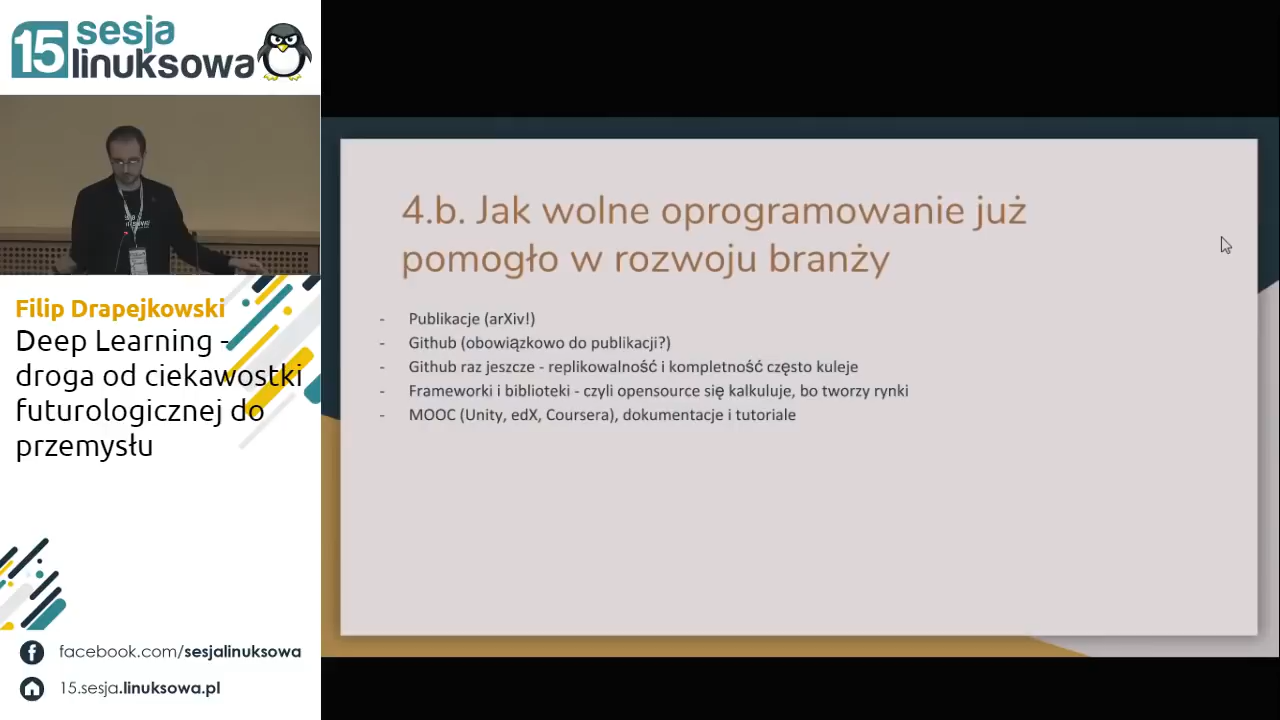 15 sesja
linuksowa
Filip Drapejkowski
Deep Learning -
droga od ciekawostki
futurologicznej do
przemysłu
facebook.com/sesjalinuksowa
15.sesja.linuksowa.pl
4.b. Jak wolne oprogramowanie już
pomogło w rozwoju branży
- Publikacje (arXiv!)
- Github (obowiązkowo do publikacji?)
- Github raz jeszcze - replikowalność i kompletność często kuleje
- Frameworki i biblioteki - czyli opensource się kalkuluje, bo tworzy rynki
- MOOC (Unity, edX, Coursera), dokumentacje i tutoriale